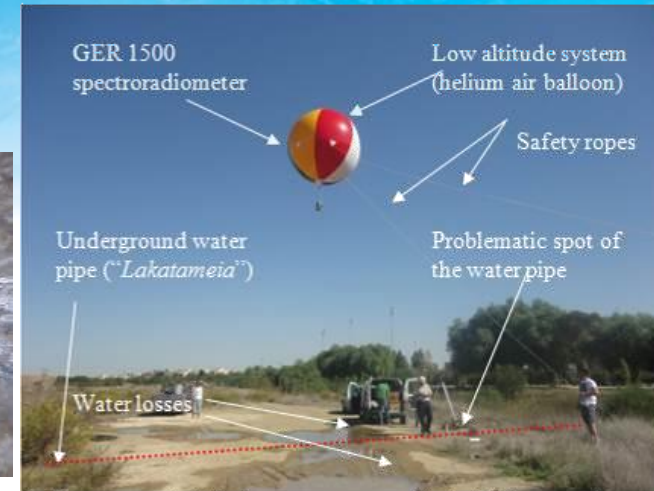 GER 1500
spectroradiometer
Low altitude system
(helium air balloon)
Safety ropes
Underground water
pipe (“Lakatameia”)
Problematic spot of
the water pipe
Water losses